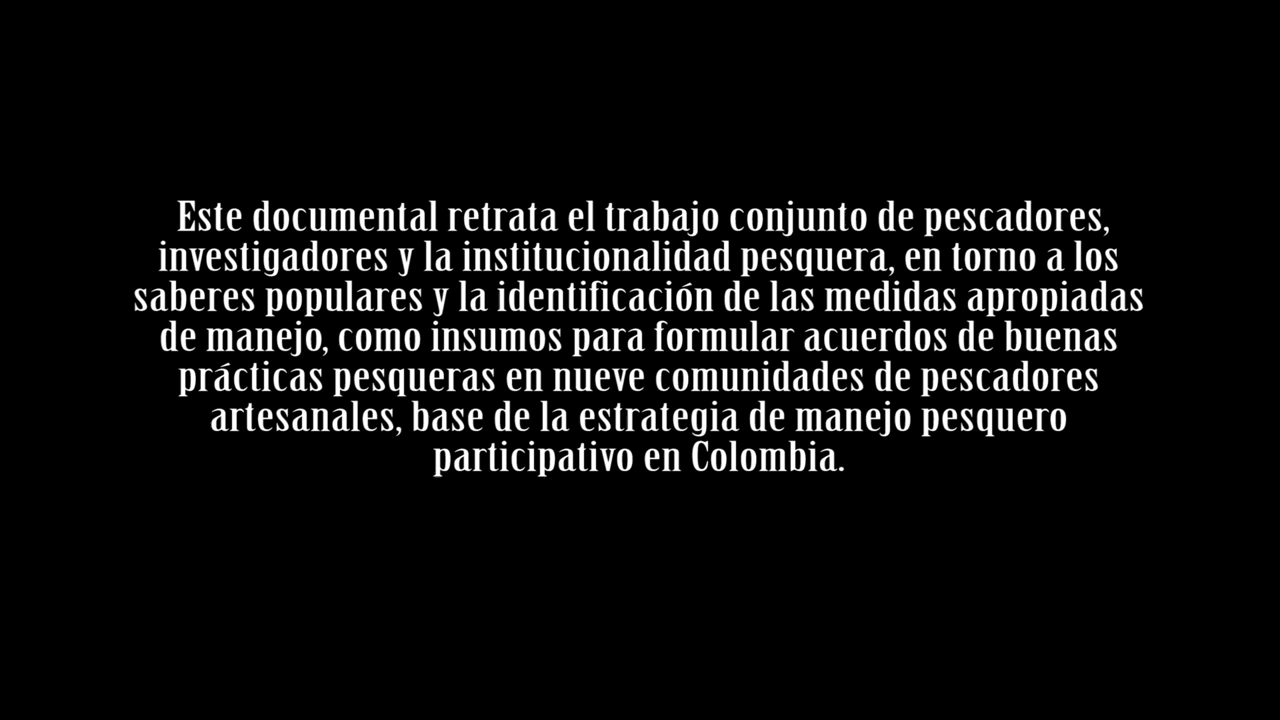 Este documental retrata el trabajo conjunto de pescadores,
investigadores y la institucionalidad pesquera, en torno a los
saberes populares y la identificación de las medidas apropiadas
de manejo, como insumos para formular acuerdos de buenas
prácticas pesqueras en nueve comunidades de pescadores
artesanales, base de la estrategia de manejo pesquero
participativo en Colombia.